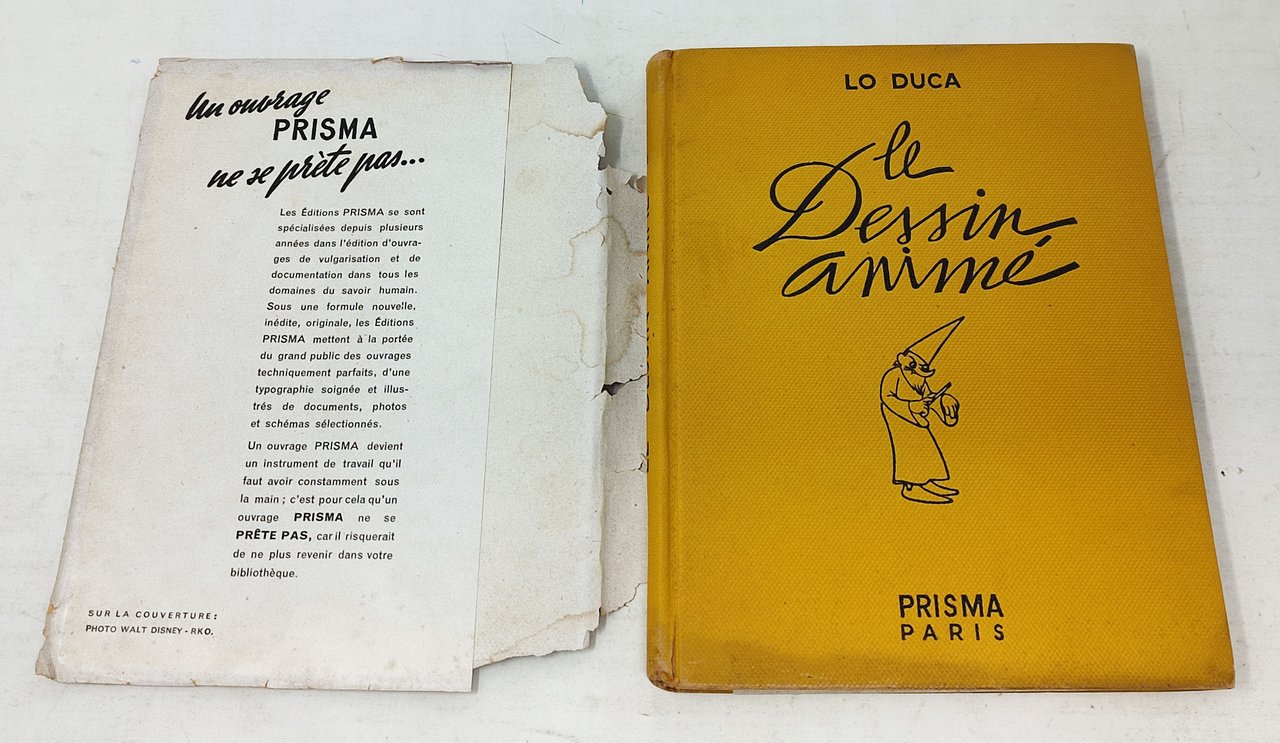 Un ouvrage
PRISMA
ne se prète pas...
Les Éditions PRISMA se sont
spécialisées depuis plusieurs
années dans l'édition d'ouvra-
ges de vulgarisation et de
documentation dans tous les
domaines du savoir humain.
Sous une formule nouvelle,
inédite, originale, les Éditions
PRISMA mettent à la portée
du grand public des ouvrages
techniquement parfaits, d'une
typographie soignée et illus-
trés de documents, photos
et schémas sélectionnés.
Un ouvrage PRISMA devient
un instrument de travail qu'il
faut avoir constamment sous
la main ; c'est pour cela qu'un
ouvrage PRISMA ne se
PRÊTE PAS, car il risquerait
de ne plus revenir dans votre
bibliothèque.
SUR LA COUVERTURE :
PHOTO WALT DISNEY - RKO.
LO DUCA
le
Dessin
animé
PRISMA
PARIS